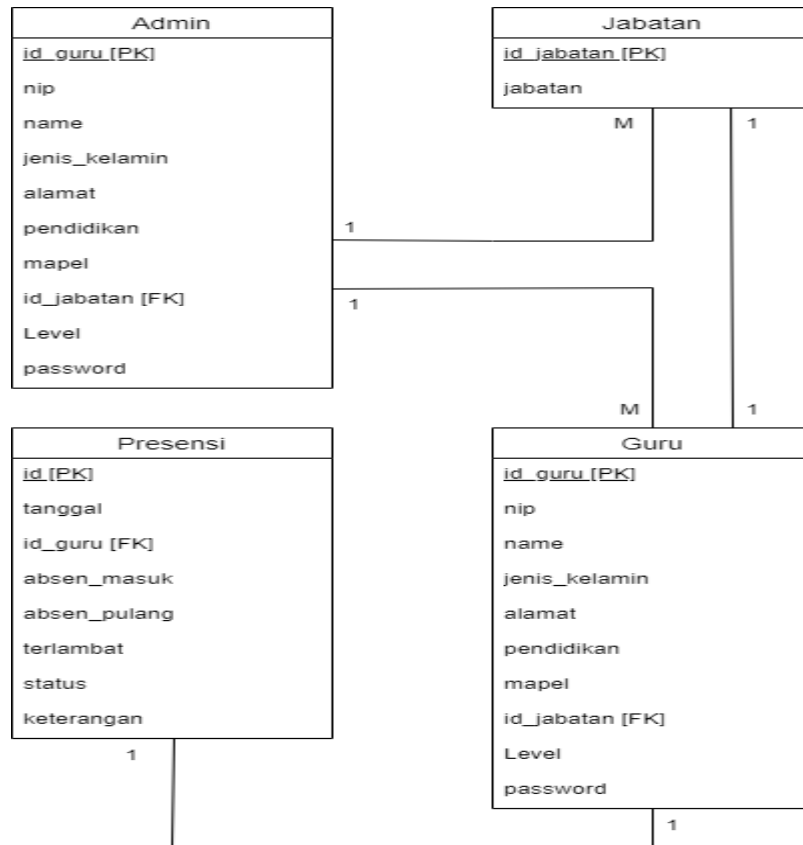 Admin
id_guru [PK]
nip
name
jenis_kelamin
alamat
pendidikan
mapel
id_jabatan [FK]
Level
password
Jabatan
id_jabatan [PK]
jabatan
M
1
1
1
M
1
Presensi
id [PK]
tanggal
id_guru [FK]
absen_masuk
absen_pulang
terlambat
status
keterangan
1
Guru
id_guru [PK]
nip
name
jenis_kelamin
alamat
pendidikan
mapel
id_jabatan [FK]
Level
password
1